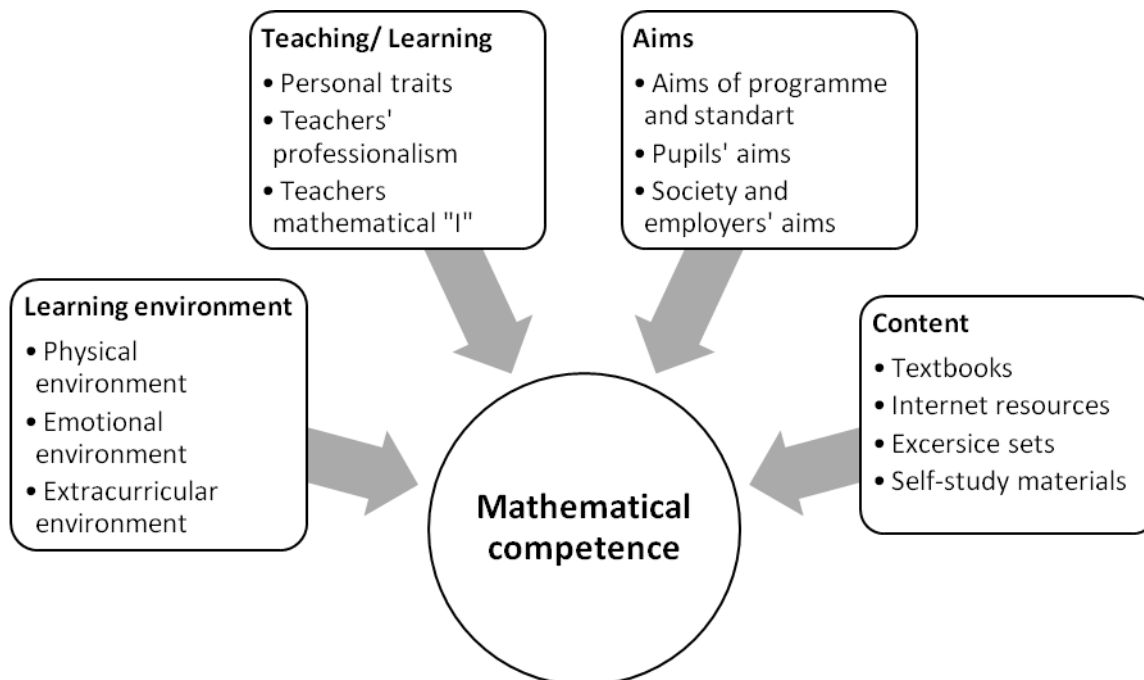 Teaching/ Learning
• Personal traits
• Teachers'
professionalism
• Teachers
mathematical "I"
Aims
• Aims of programme
and standart
• Pupils' aims
• Society and
employers' aims
Learning environment
• Physical
environment
• Emotional
environment
• Extracurricular
environment
Content
• Textbooks
• Internet resources
• Excersice sets
• Self-study materials
Mathematical
competence